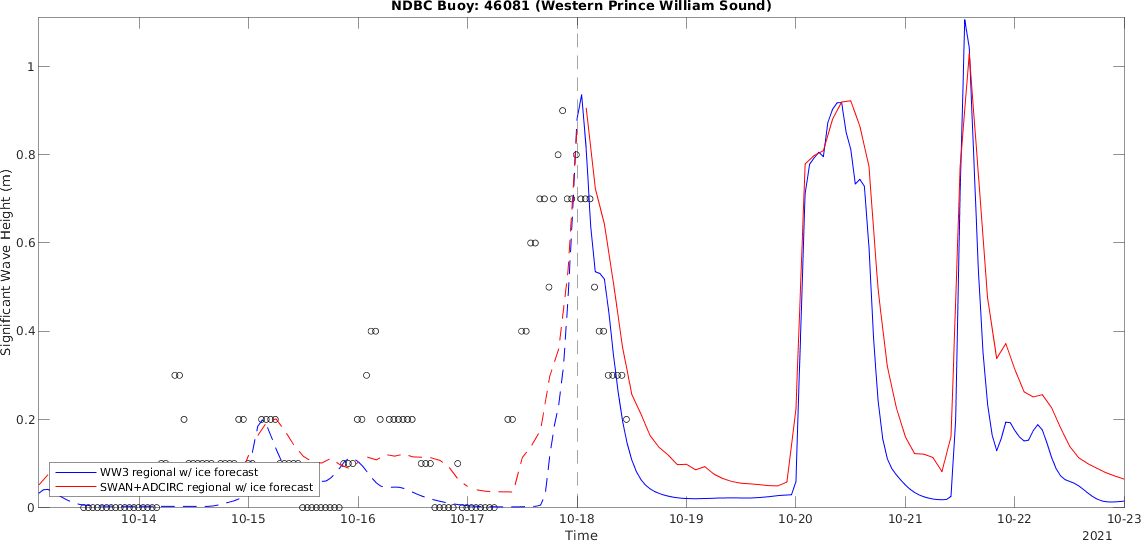 NDBC Buoy: 46081 (Western Prince William Sound)
Significant Wave Height (m)
1
0.8
0.6
0.4
0.2
0
WW3 regional w/ ice forecast
SWAN+ADCIRC regional w/ ice forecast
10-14 10-15 10-16 10-17 10-18 10-19 10-20 10-21 10-22 10-23
Time
2021